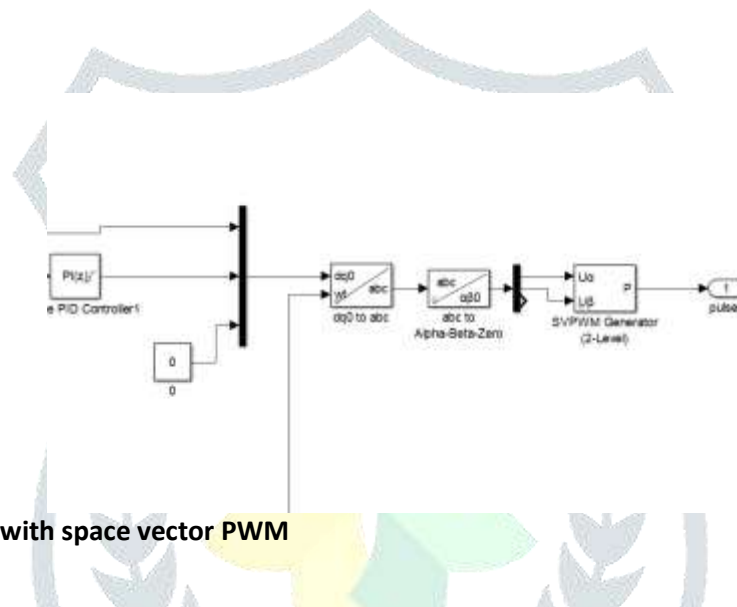 PI(z)
e PID Controller1
0
0
dq0
wt
abc
dq0 to abc
abc
αβ0
abc to
Alpha-Beta-Zero
Uα
Uβ
P
SVPWM Generator
(2-Level)
1
pulse
with space vector PWM